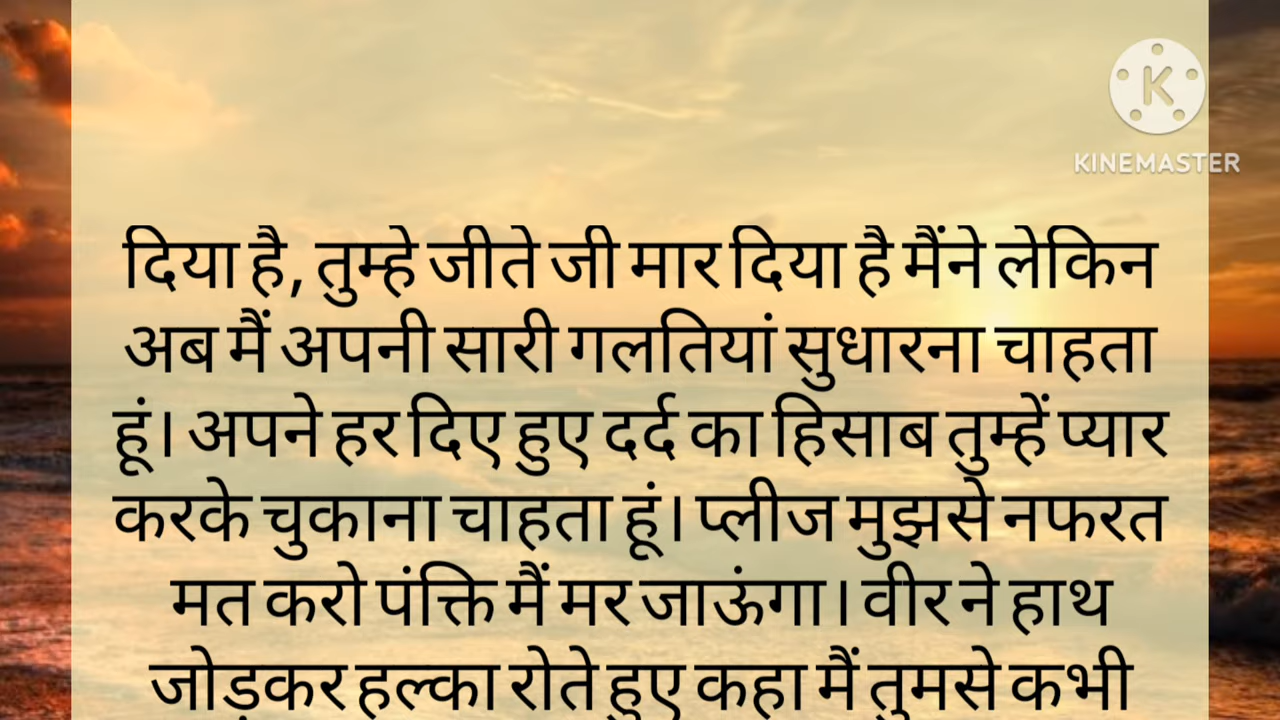 KINEMASTER
दिया है, तुम्हे जीते जी मार दिया है मैंने लेकिन
अब मैं अपनी सारी गलतियां सुधारना चाहता
हूं। अपने हर दिए हुए दर्द का हिसाब तुम्हें प्यार
करके चुकाना चाहता हूं। प्लीज मुझसे नफरत
मत करो पंक्ति मैं मर जाऊंगा। वीर ने हाथ
जोड़कर हल्का रोते हुए कहा मैं तुमसे कभी